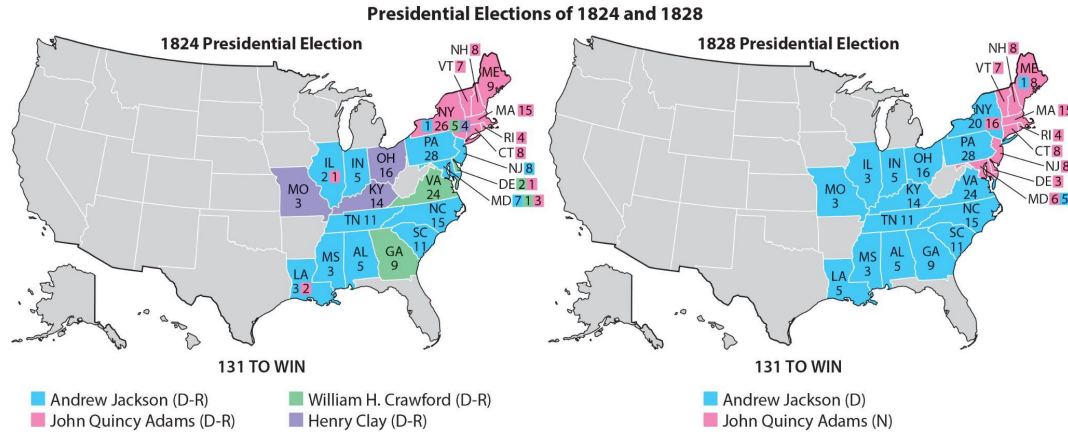 Presidential Elections of 1824 and 1828
1824 Presidential Election
NH 8
VT 7
ME
9
NY
1 26 5 4
MA 15
RI 4
CT 8
NJ 8
DE 2 1
MD 7 1 3
PA
28
OH
16
IN
5
IL
2 1
MO
3
KY
14
VA
24
NC
15
TN 11
SC
11
GA
9
AL
5
MS
3
LA
3 2
131 TO WIN
Andrew Jackson (D-R)
John Quincy Adams (D-R)
William H. Crawford (D-R)
Henry Clay (D-R)
1828 Presidential Election
NH 8
VT 7
ME
1 8
NY
20 16
MA 15
RI 4
CT 8
NJ 8
DE 3
MD 6 5
PA
28
OH
16
IN
5
IL
3
MO
3
KY
14
VA
24
NC
15
TN 11
SC
11
GA
9
AL
5
MS
3
LA
5
131 TO WIN
Andrew Jackson (D)
John Quincy Adams (N)